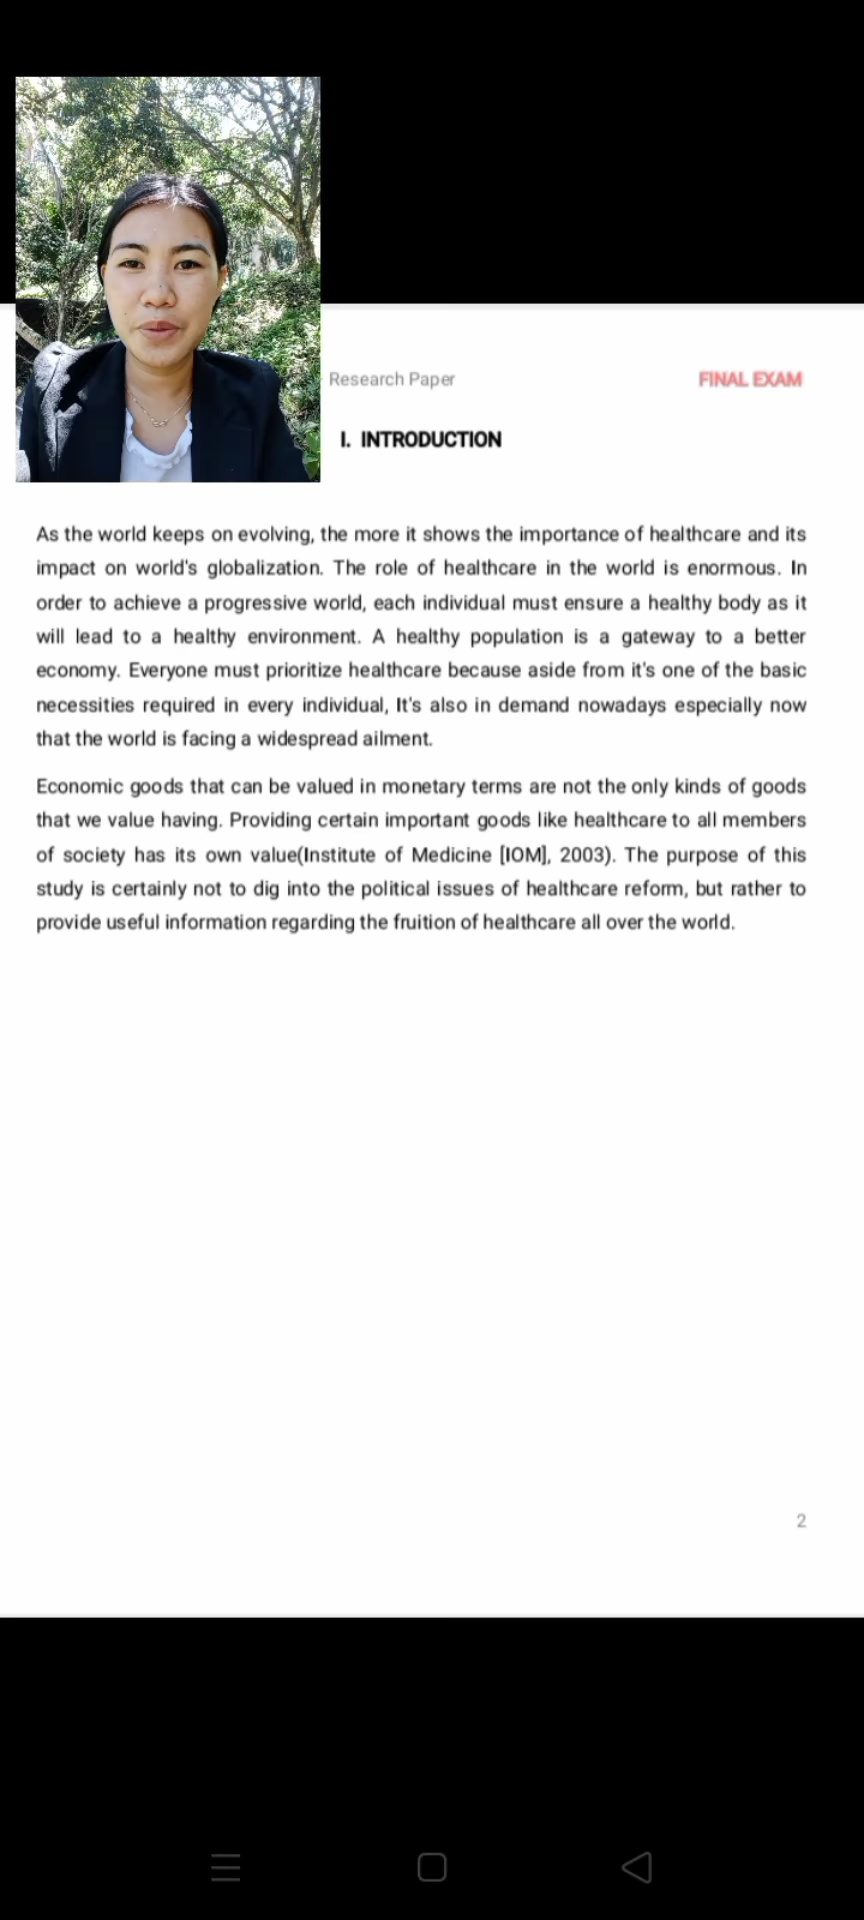 Research Paper
FINAL EXAM
I. INTRODUCTION
As the world keeps on evolving, the more it shows the importance of healthcare and its
impact on world's globalization. The role of healthcare in the world is enormous. In
order to achieve a progressive world, each individual must ensure a healthy body as it
will lead to a healthy environment. A healthy population is a gateway to a better
economy. Everyone must prioritize healthcare because aside from it's one of the basic
necessities required in every individual, It's also in demand nowadays especially now
that the world is facing a widespread ailment.
Economic goods that can be valued in monetary terms are not the only kinds of goods
that we value having. Providing certain important goods like healthcare to all members
of society has its own value(Institute of Medicine [IOM], 2003). The purpose of this
study is certainly not to dig into the political issues of healthcare reform, but rather to
provide useful information regarding the fruition of healthcare all over the world.
2